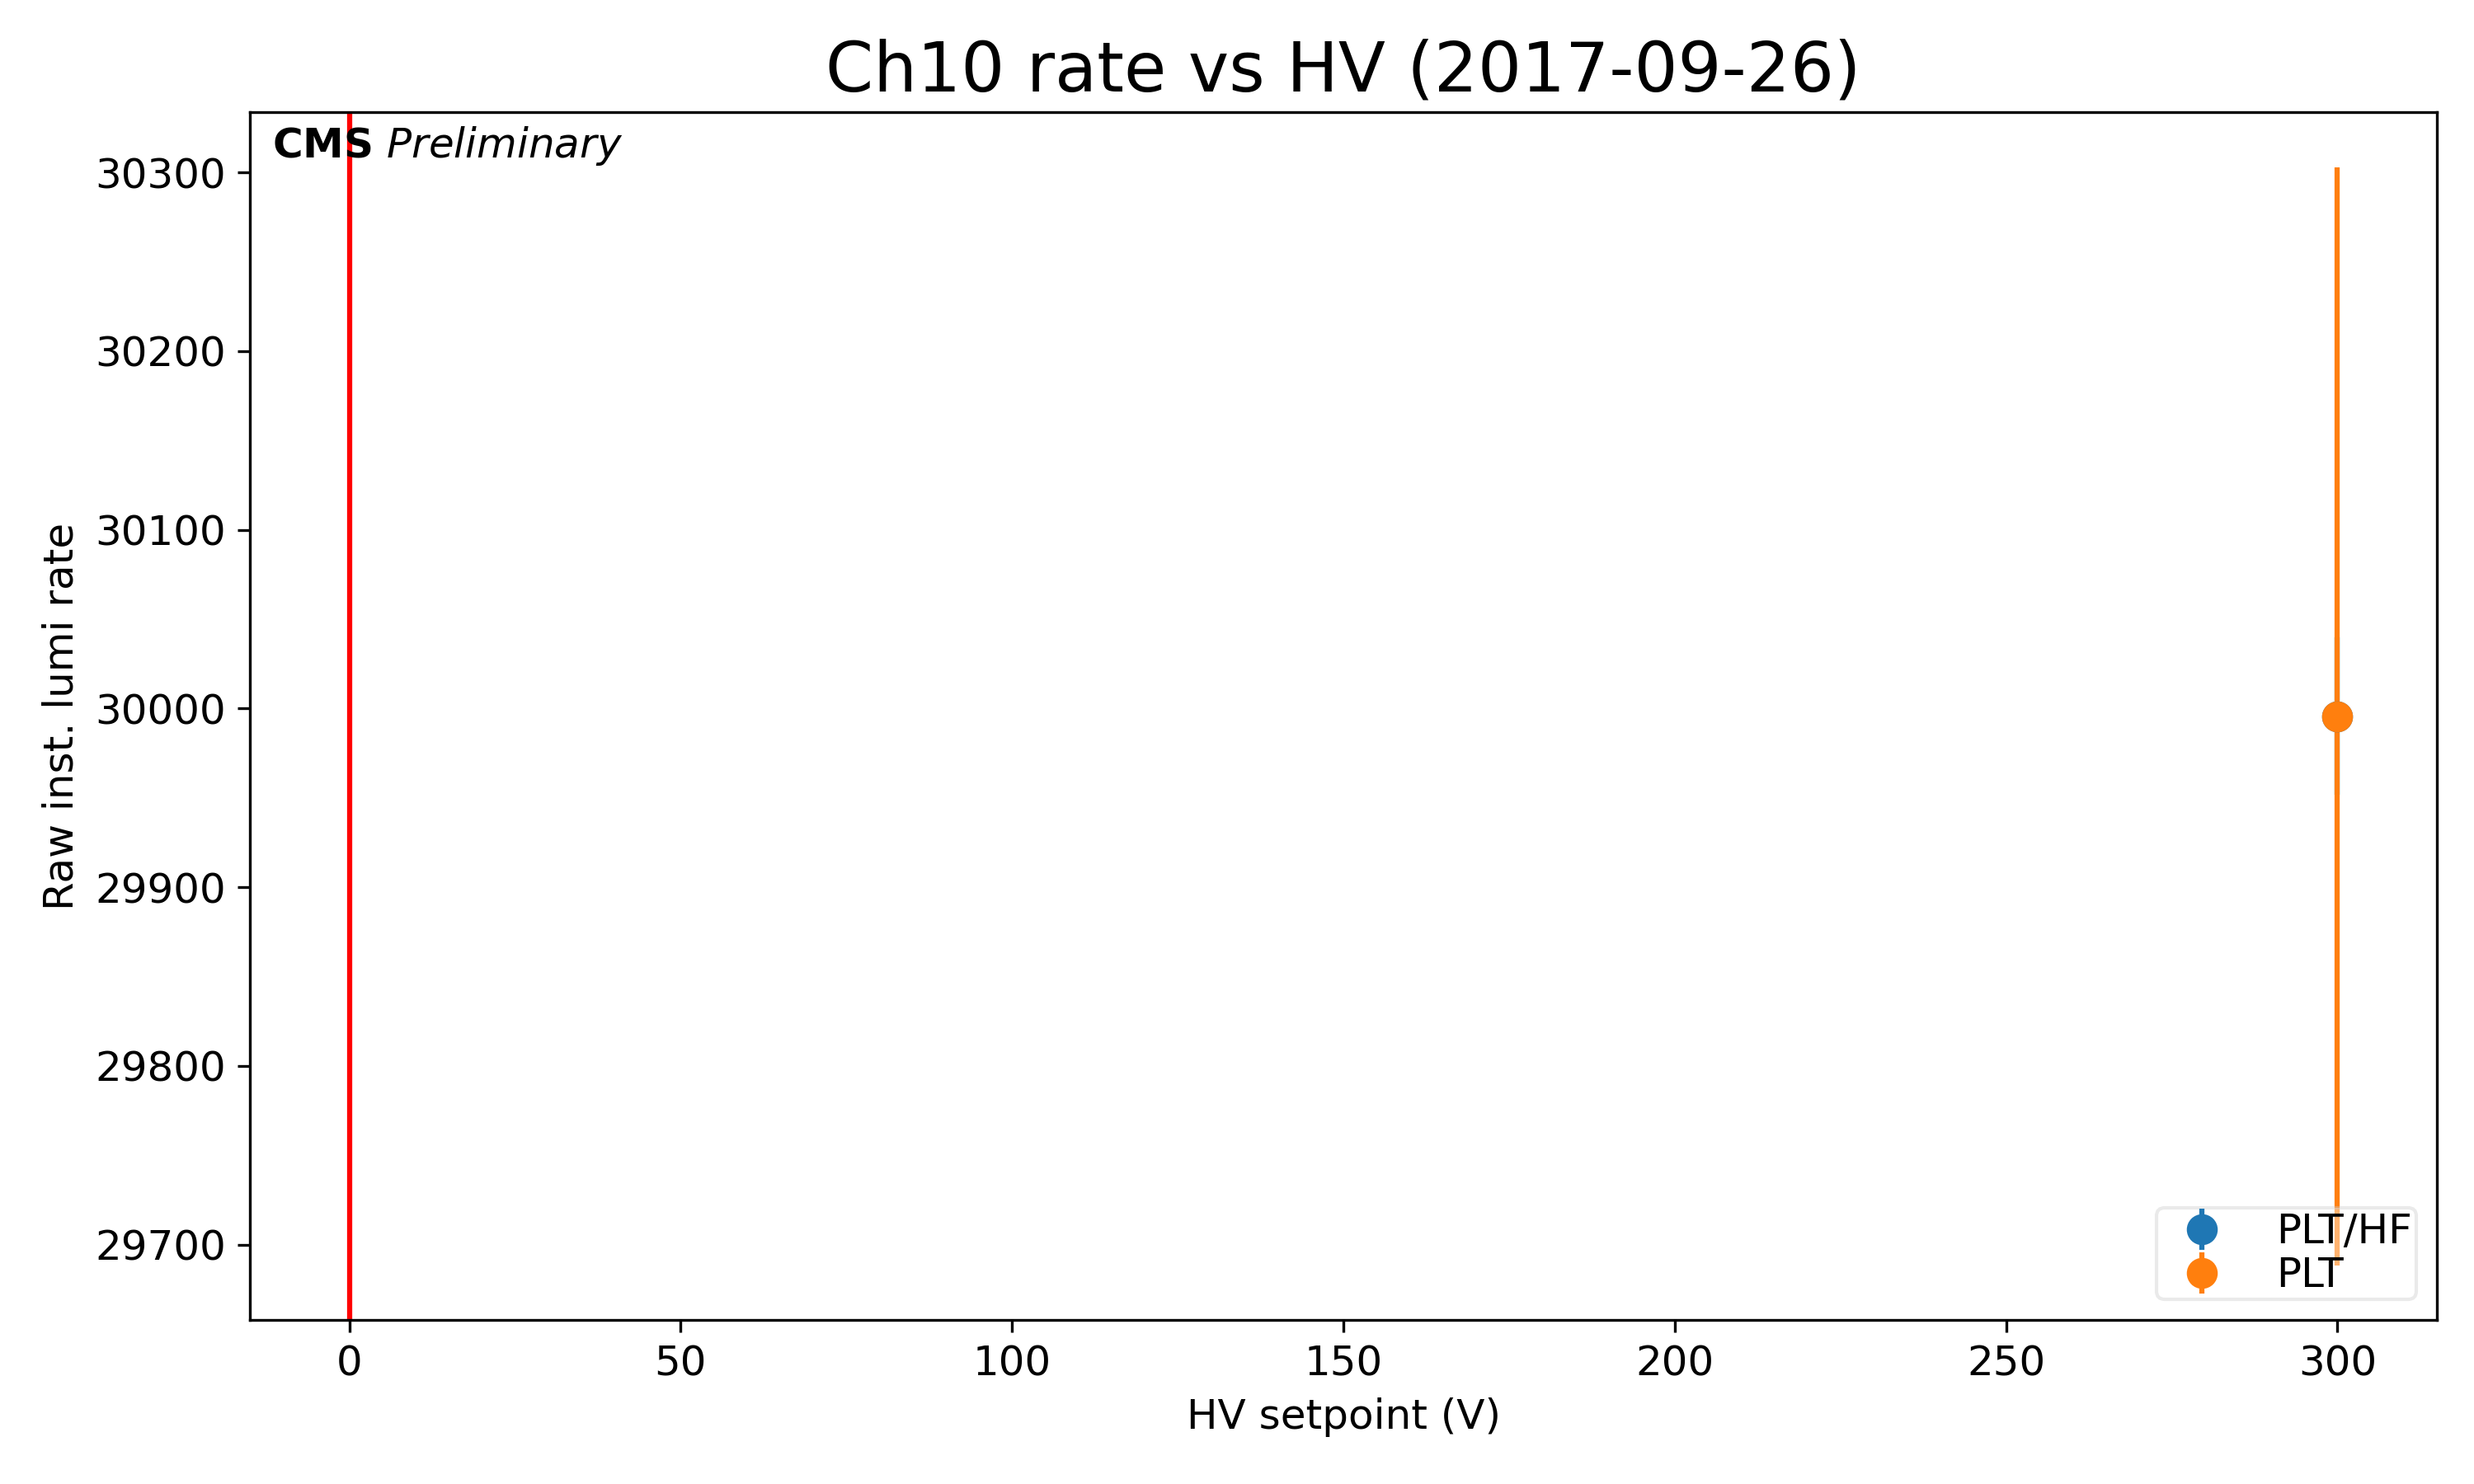 Ch10 rate vs HV (2017-09-26)
CMS Preliminary
30300
30200
30100
30000
29900
29800
29700
Raw inst. lumi rate
PLT/HF
PLT
0 50 100 150 200 250 300
HV setpoint (V)